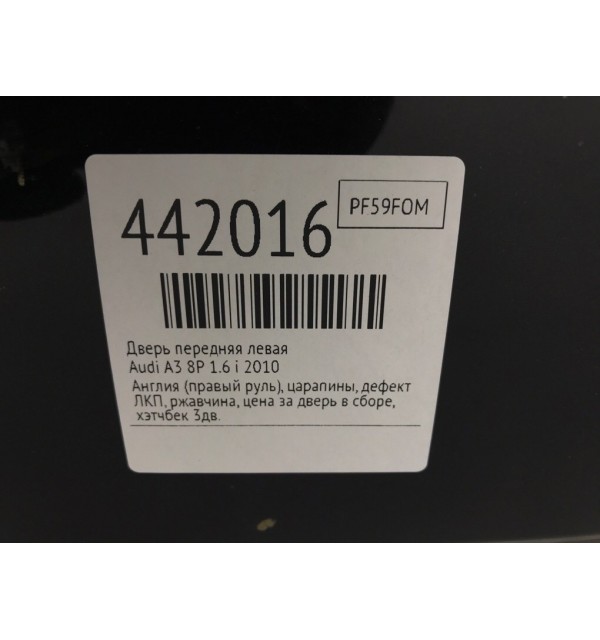 442016
PF59FOM
Дверь передняя левая
Audi A3 8P 1.6 i 2010
Англия (правый руль), царапины, дефект
ЛКП, ржавчина, цена за дверь в сборе,
хэтчбек 3дв.